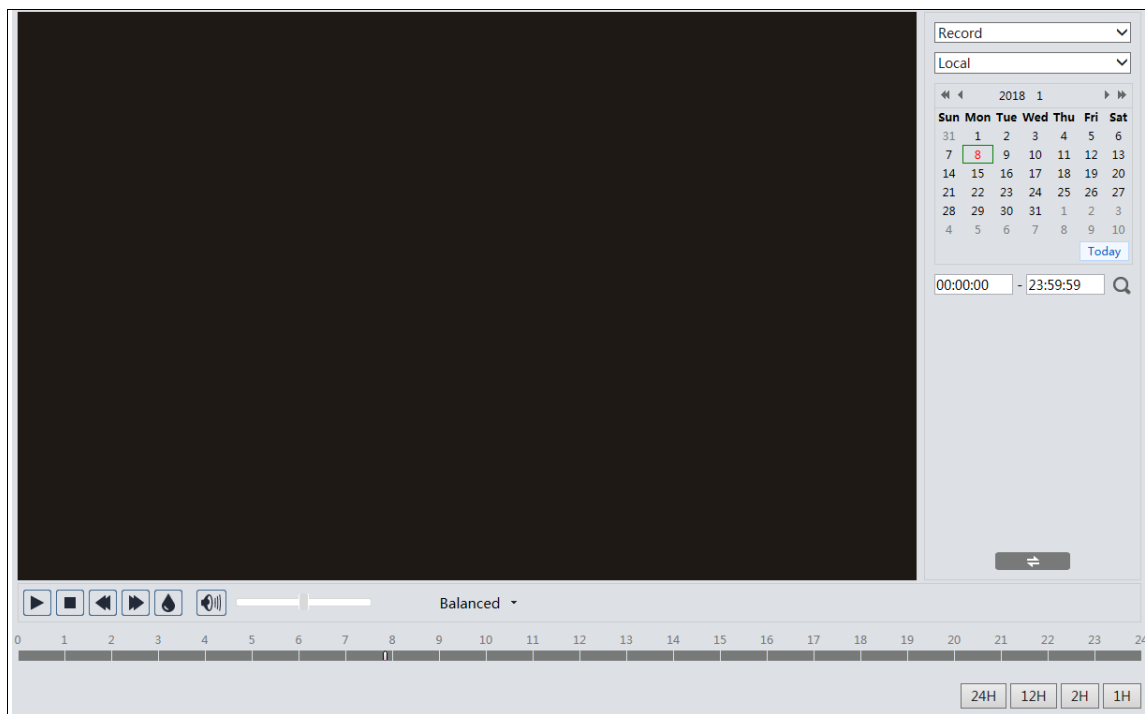 Record
Local
2018 1
Sun Mon Tue Wed Thu Fri Sat
31 1 2 3 4 5 6
7 8 9 10 11 12 13
14 15 16 17 18 19 20
21 22 23 24 25 26 27
28 29 30 31 1 2 3
4 5 6 7 8 9 10
Today
00:00:00 - 23:59:59
Balanced
0 1 2 3 4 5 6 7 8 9 10 11 12 13 14 15 16 17 18 19 20 21 22 23 24
24H 12H 2H 1H